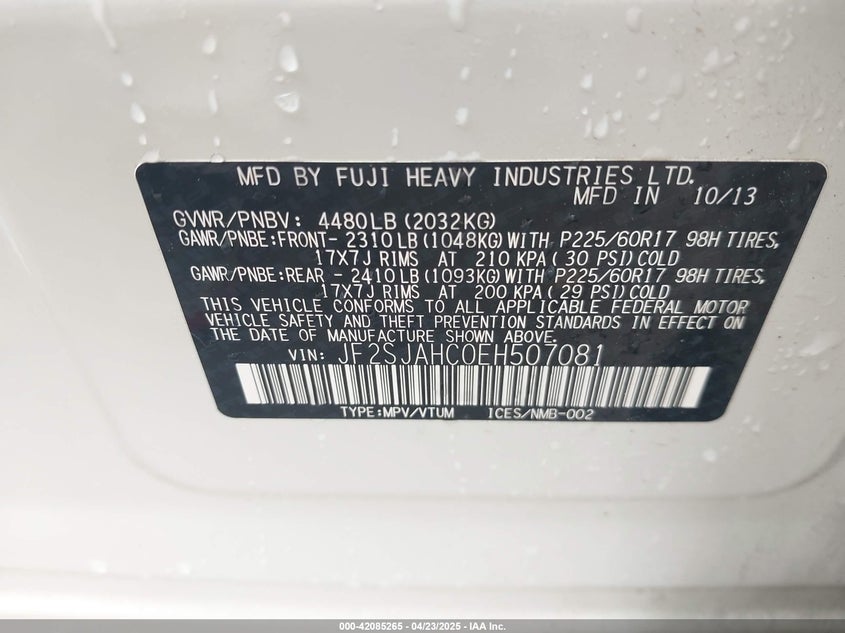 MFD BY FUJI HEAVY INDUSTRIES LTD.
MFD IN 10/13
GVWR/PNBV: 4480LB (2032KG)
GAWR/PNBE:FRONT- 2310LB (1048KG) WITH P225/60R17 98H TIRES,
17X7J RIMS AT 210 KPA ( 30 PSI) COLD
GAWR/PNBE:REAR - 2410LB (1093KG) WITH P225/60R17 98H TIRES,
17X7J RIMS AT 200 KPA ( 29 PSI) COLD
THIS VEHICLE CONFORMS TO ALL APPLICABLE FEDERAL MOTOR
VEHICLE SAFETY AND THEFT PREVENTION STANDARDS IN EFFECT ON
THE DATE OF MANUFACTURE SHOWN ABOVE.
VIN: JF2SJAHC0EH507081
TYPE:MPV/VTUM ICES/NMB-002
000-42085265 - 04/23/2025 - IAA Inc.